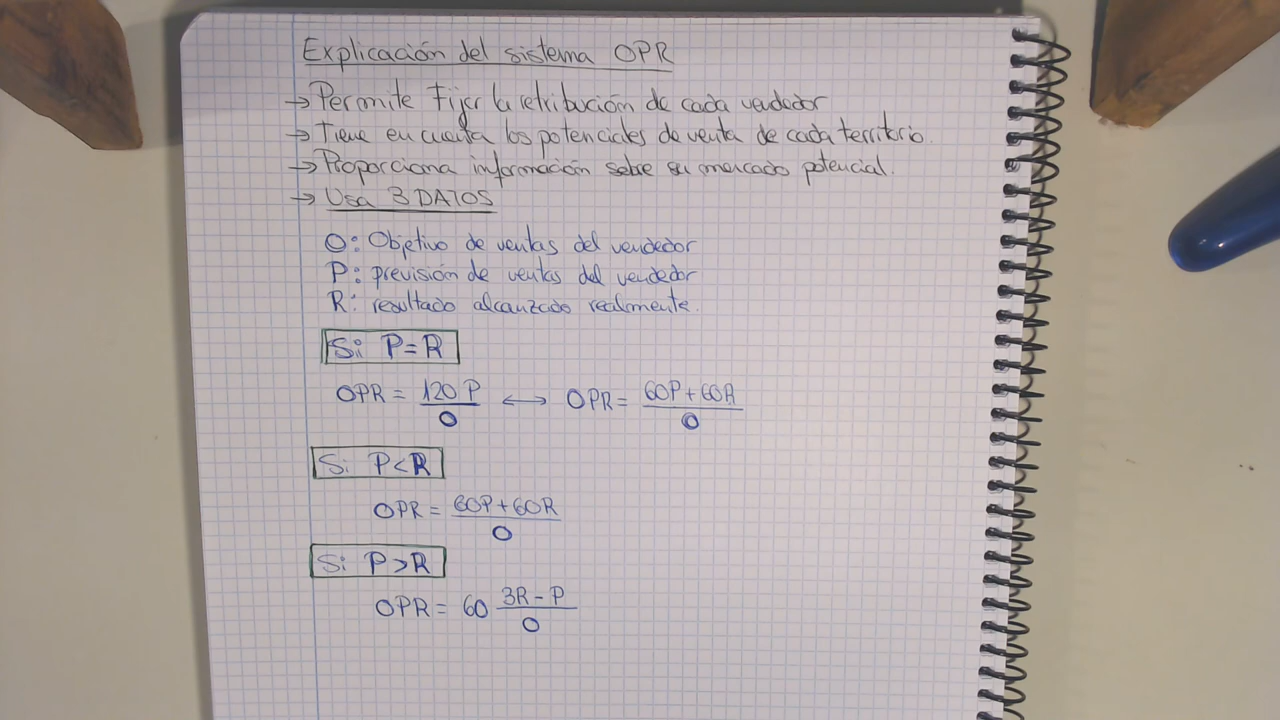 Explicación del sistema OPR
→ Permite Fijar la retribución de cada vendedor
→ Tiene en cuenta los potenciales de venta de cada territorio.
→ Proporciona información sobre su mercado potencial.
→ Usa 3 DATOS
O: Objetivo de ventas del vendedor
P: previsión de ventas del vendedor
R: resultado alcanzado realmente.
Si P=R
OPR = 120 P / O ↔ OPR = 60P+60R / O
Si P<R
OPR = 60P+60R / O
Si P>R
OPR = 60 3R-P / O